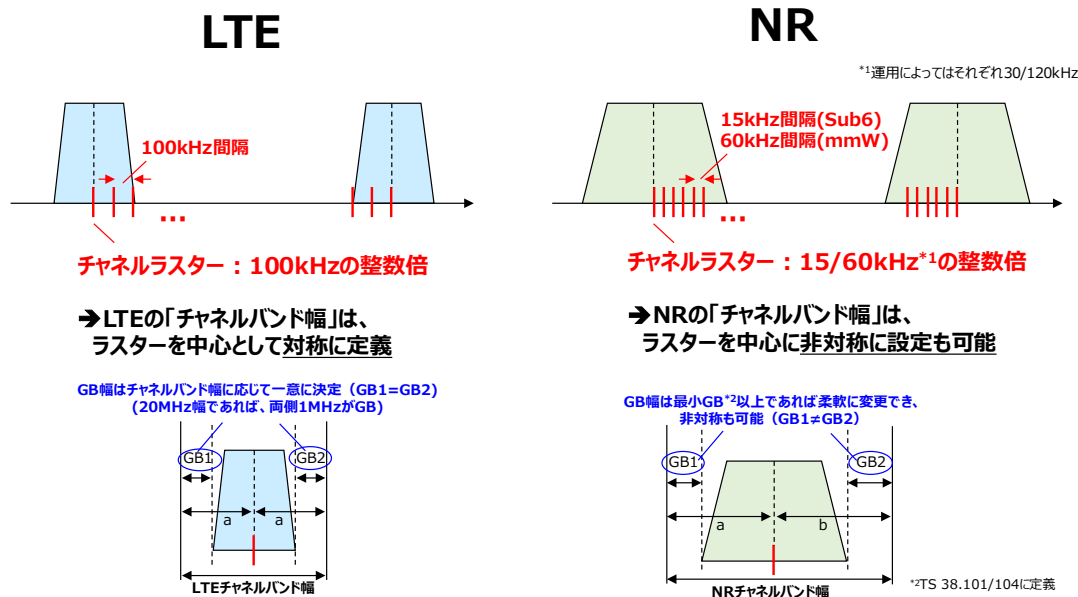 LTE
100kHz間隔
...
チャネルラスター：100kHzの整数倍
➔LTEの「チャネルバンド幅」は、
ラスターを中心として対称に定義
GB幅はチャネルバンド幅に応じて一意に決定（GB1=GB2）
(20MHz幅であれば、両側1MHzがGB)
GB1
GB2
a
a
LTEチャネルバンド幅
NR
*1運用によってはそれぞれ30/120kHz
15kHz間隔(Sub6)
60kHz間隔(mmW)
...
チャネルラスター：15/60kHz*1の整数倍
➔NRの「チャネルバンド幅」は、
ラスターを中心に非対称に設定も可能
GB幅は最小GB*2以上であれば柔軟に変更でき、
非対称も可能（GB1≠GB2）
GB1
GB2
a
b
NRチャネルバンド幅
*2TS 38.101/104に定義